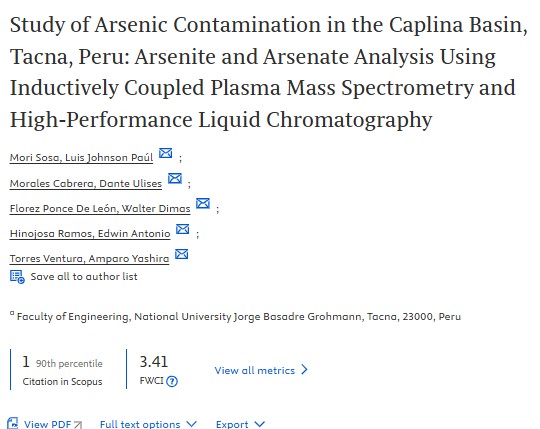 Study of Arsenic Contamination in the Caplina Basin,
Tacna, Peru: Arsenite and Arsenate Analysis Using
Inductively Coupled Plasma Mass Spectrometry and
High-Performance Liquid Chromatography
Mori Sosa, Luis Johnson Paúl ;
Morales Cabrera, Dante Ulises ;
Florez Ponce De León, Walter Dimas ;
Hinojosa Ramos, Edwin Antonio ;
Torres Ventura, Amparo Yashira
Save all to author list
a Faculty of Engineering, National University Jorge Basadre Grohmann, Tacna, 23000, Peru
1 90th percentile
Citation in Scopus
3.41
FWCI ?
View all metrics >
View PDF Full text options Export